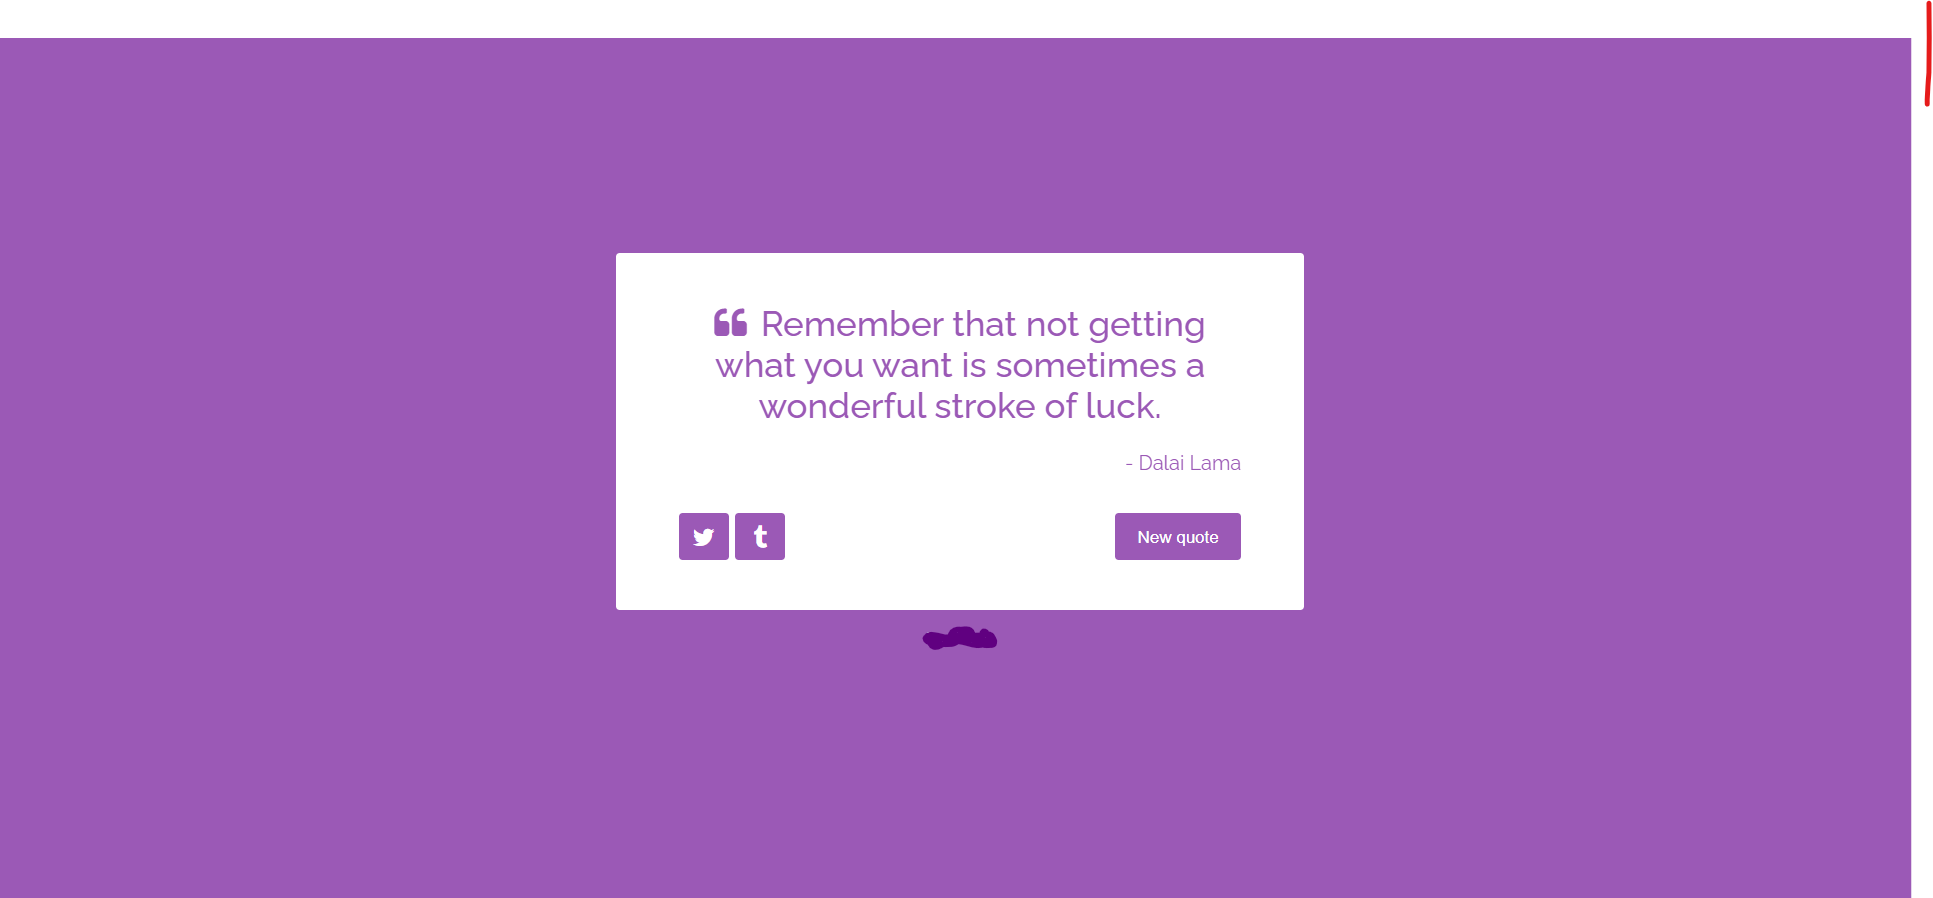 ❝ Remember that not getting
what you want is sometimes a
wonderful stroke of luck.
- Dalai Lama
t New quote